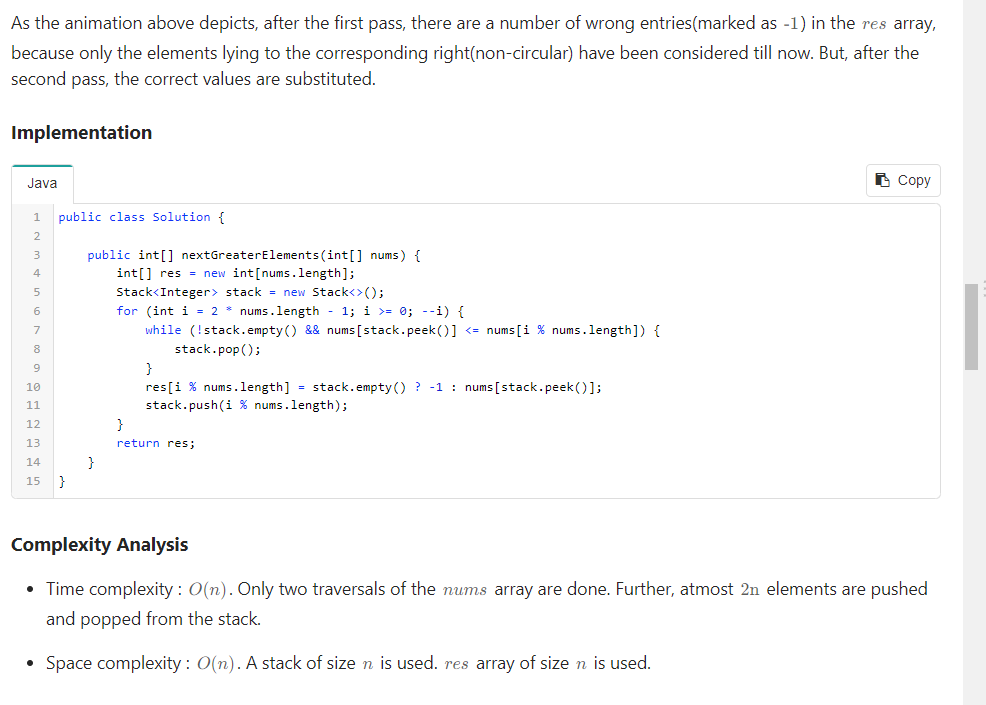 As the animation above depicts, after the first pass, there are a number of wrong entries(marked as -1) in the res array,
because only the elements lying to the corresponding right(non-circular) have been considered till now. But, after the
second pass, the correct values are substituted.
Implementation
Java
Copy
1 public class Solution {
2
3     public int[] nextGreaterElements(int[] nums) {
4         int[] res = new int[nums.length];
5         Stack<Integer> stack = new Stack<>();
6         for (int i = 2 * nums.length - 1; i >= 0; --i) {
7             while (!stack.empty() && nums[stack.peek()] <= nums[i % nums.length]) {
8                 stack.pop();
9             }
10             res[i % nums.length] = stack.empty() ? -1 : nums[stack.peek()];
11             stack.push(i % nums.length);
12         }
13         return res;
14     }
15 }
Complexity Analysis
• Time complexity : O(n). Only two traversals of the nums array are done. Further, atmost 2n elements are pushed
and popped from the stack.
• Space complexity : O(n). A stack of size n is used. res array of size n is used.